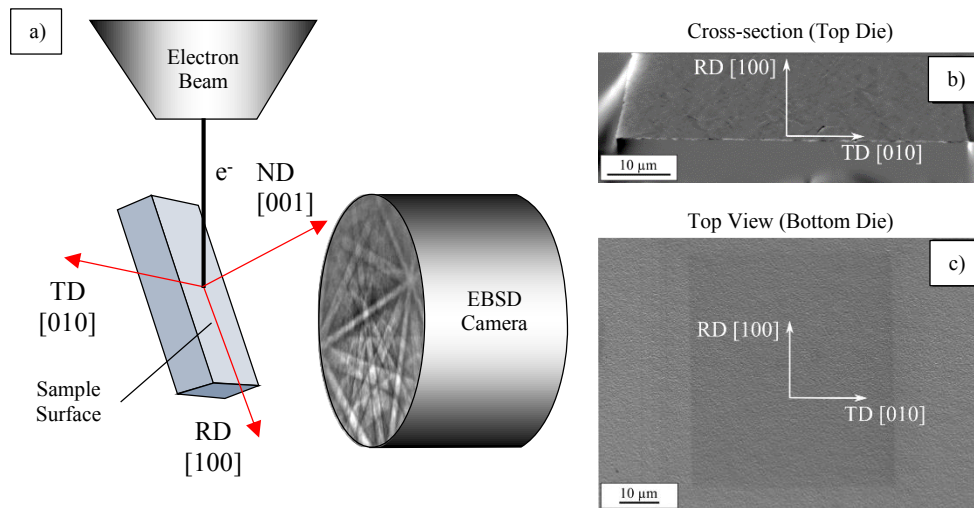 a)
Electron
Beam
e-
ND
[001]
TD
[010]
EBSD
Camera
Sample
Surface
RD
[100]
Cross-section (Top Die)
RD [100]
b)
TD [010]
10 µm
Top View (Bottom Die)
c)
RD [100]
TD [010]
10 µm